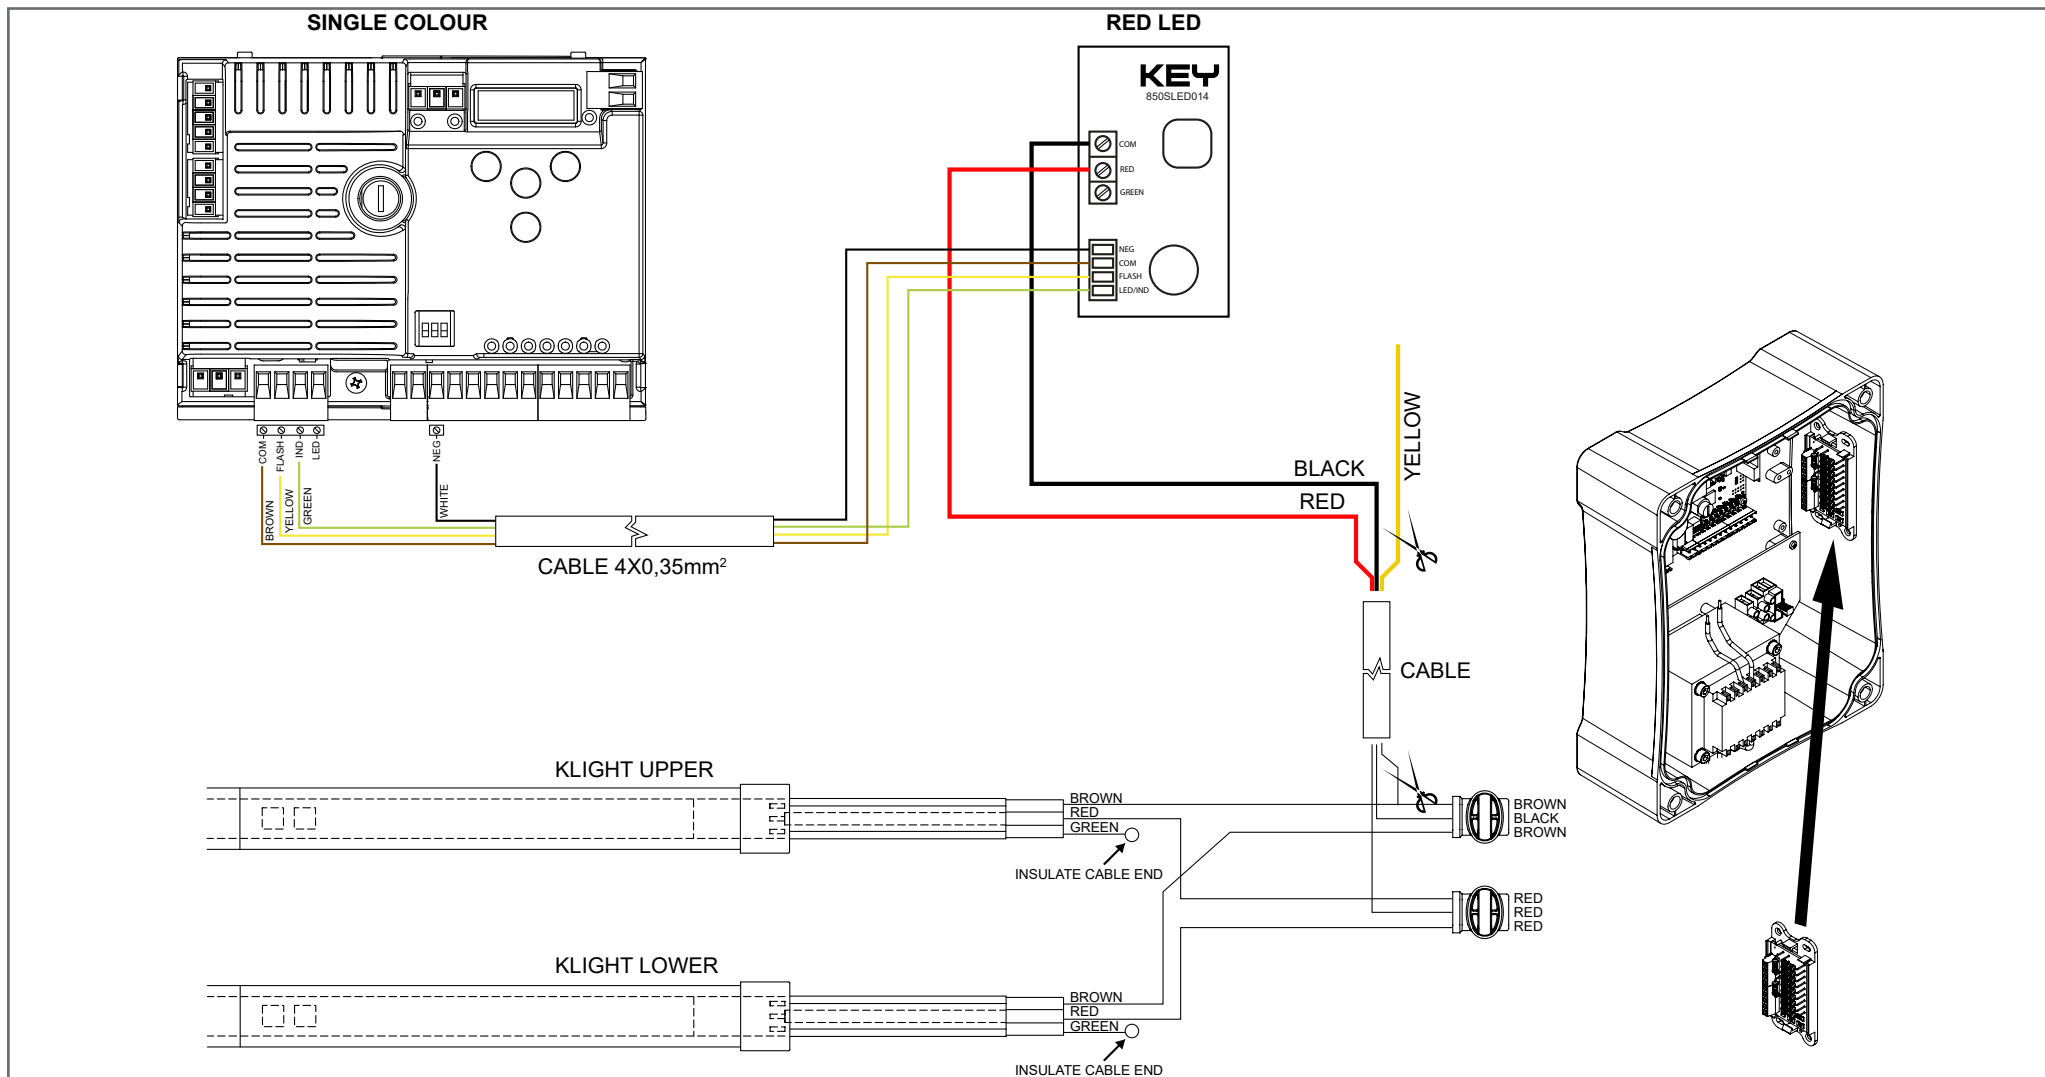 SINGLE COLOUR
RED LED
KEY
850SLED014
COM
RED
GREEN
NEG
COM
FLASH
LED/IND
COM
FLASH
IND
LED
NEG
BROWN
YELLOW
GREEN
WHITE
CABLE 4X0,35mm²
BLACK
RED
YELLOW
CABLE
KLIGHT UPPER
BROWN
RED
GREEN
INSULATE CABLE END
BROWN
BLACK
BROWN
RED
RED
RED
KLIGHT LOWER
BROWN
RED
GREEN
INSULATE CABLE END